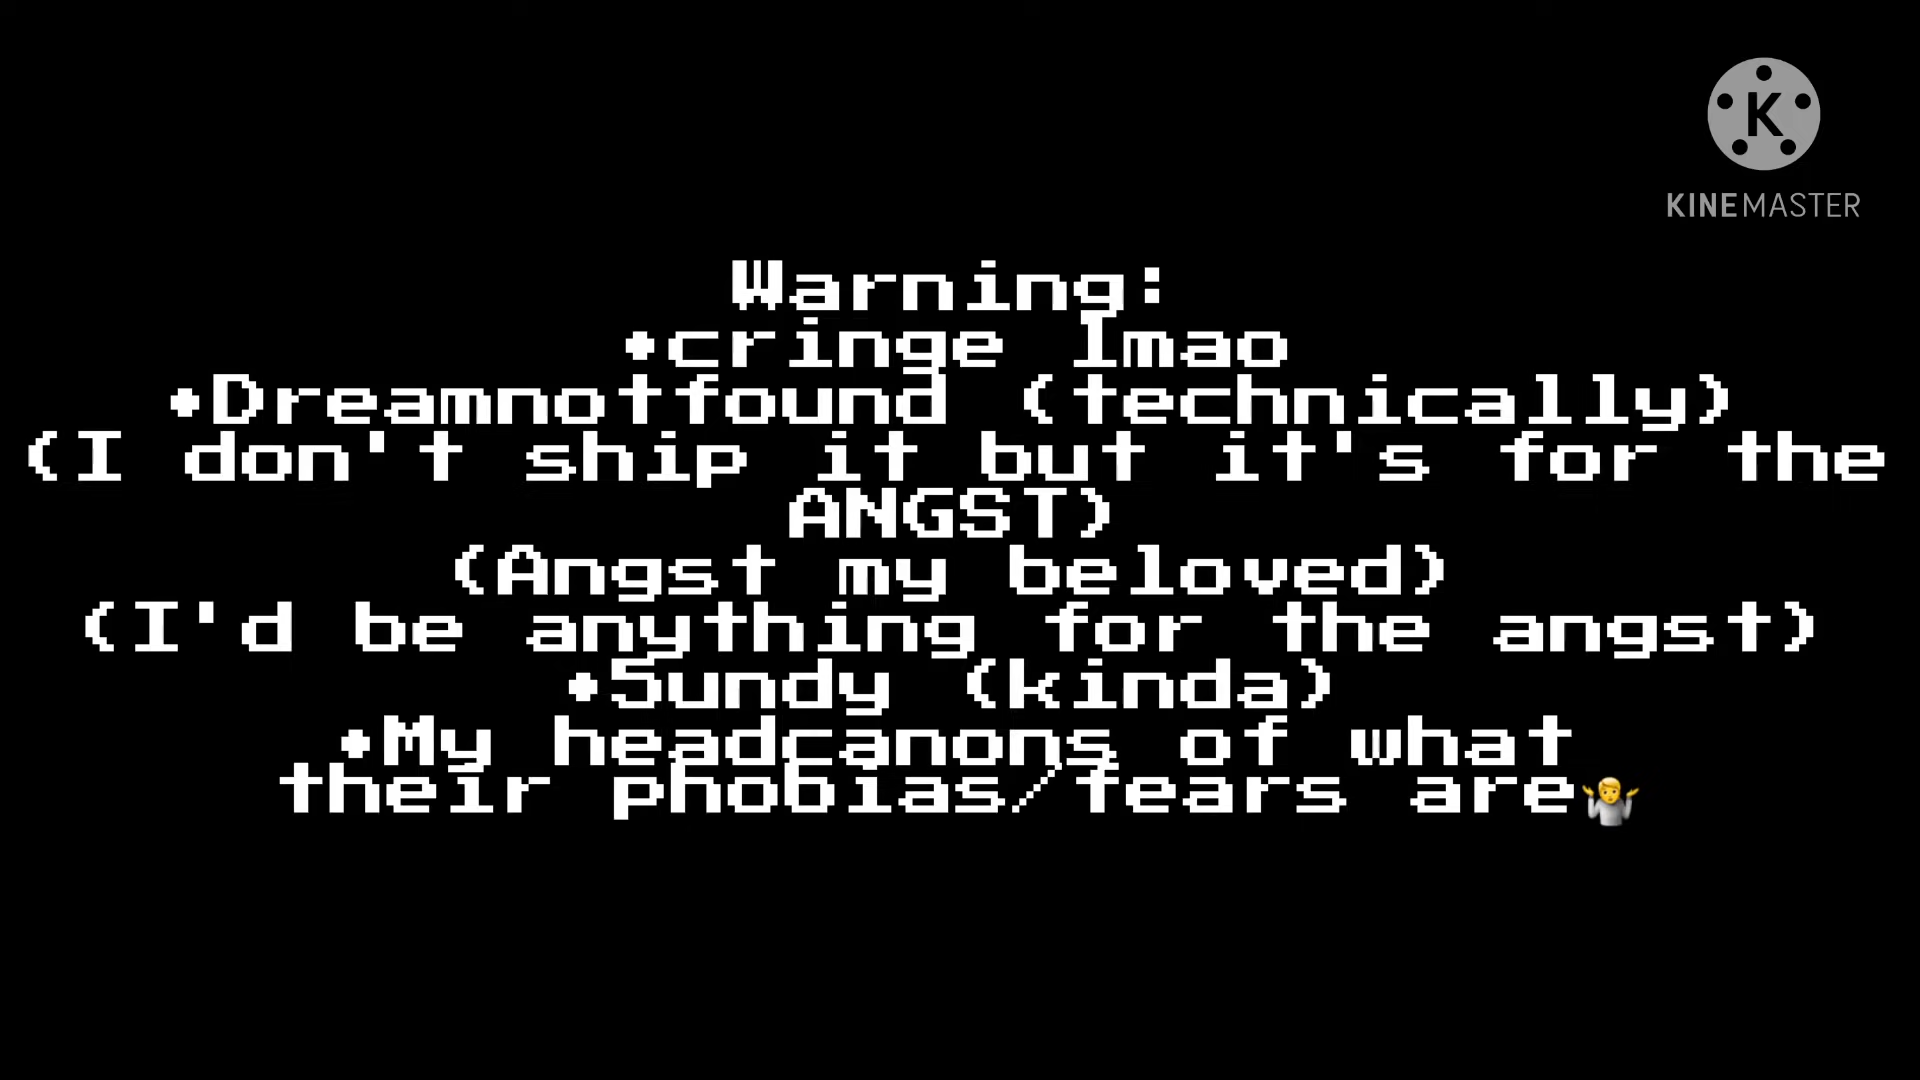 KINEMASTER
Warning:
•cringe lmao
•Dreamnotfound (technically)
(I don't ship it but it's for the
ANGST)
(Angst my beloved)
(I'd be anything for the angst)
•Sundy (kinda)
•My headcanons of what
their phobias/fears are🤷